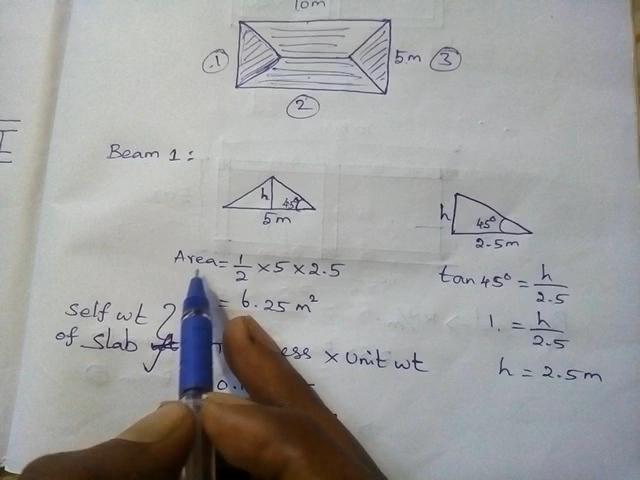 10m
1
5m
3
2
Beam 1:
h
45°
5m
h
45°
2.5m
Area = 1/2 × 5 × 2.5
= 6.25 m²
tan 45° = h/2.5
1. = h/2.5
h = 2.5m
Self wt
of slab
× Unit wt